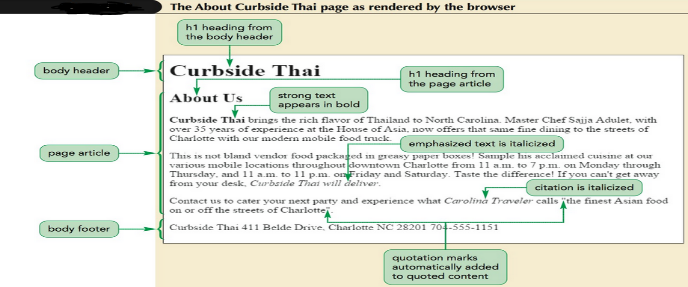 The About Curbside Thai page as rendered by the browser
h1 heading from
the body header
body header
Curbside Thai
h1 heading from
the page article
About Us
strong text
appears in bold
Curbside Thai brings the rich flavor of Thailand to North Carolina. Master Chef Sajja Adulet, with
over 35 years of experience at the House of Asia, now offers that same fine dining to the streets of
Charlotte with our modern mobile food truck.
emphasized text is italicized
page article
This is not bland vendor food packaged in greasy paper boxes! Sample his acclaimed cuisine at our
various mobile locations throughout downtown Charlotte from 11 a.m. to 7 p.m. on Monday through
Thursday, and 11 a.m. to 11 p.m. on Friday and Saturday. Taste the difference! If you can't get away
from your desk, Curbside Thai will deliver.
citation is italicized
Contact us to cater your next party and experience what Carolina Traveler calls "the finest Asian food
on or off the streets of Charlotte".
body footer
Curbside Thai 411 Belde Drive, Charlotte NC 28201 704-555-1151
quotation marks
automatically added
to quoted content